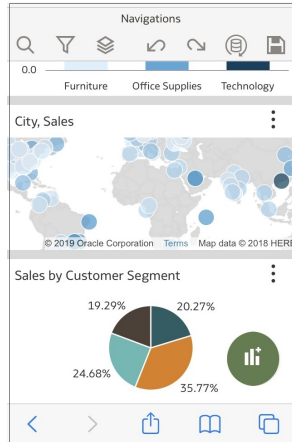 Navigations
0.0
Furniture Office Supplies Technology
City, Sales
© 2019 Oracle Corporation Terms Map data © 2018 HERE
Sales by Customer Segment
19.29% 20.27%
24.68%
35.77%